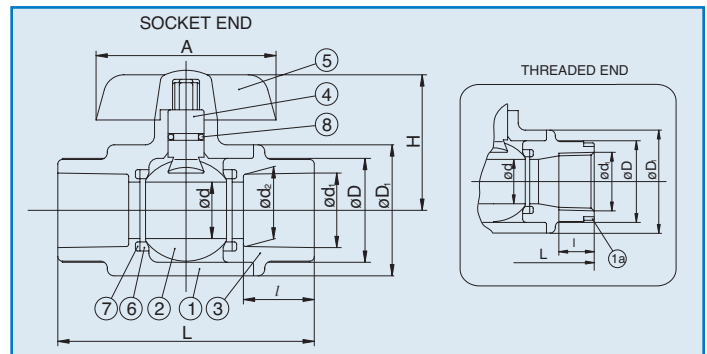 SOCKET END
A
5
4
8
H
ød
ød₂
ød₁
øD
øD₁
7
6
2
1
3
l
L
THREADED END
ød
ød₁
øD
øD₁
l
L
1a